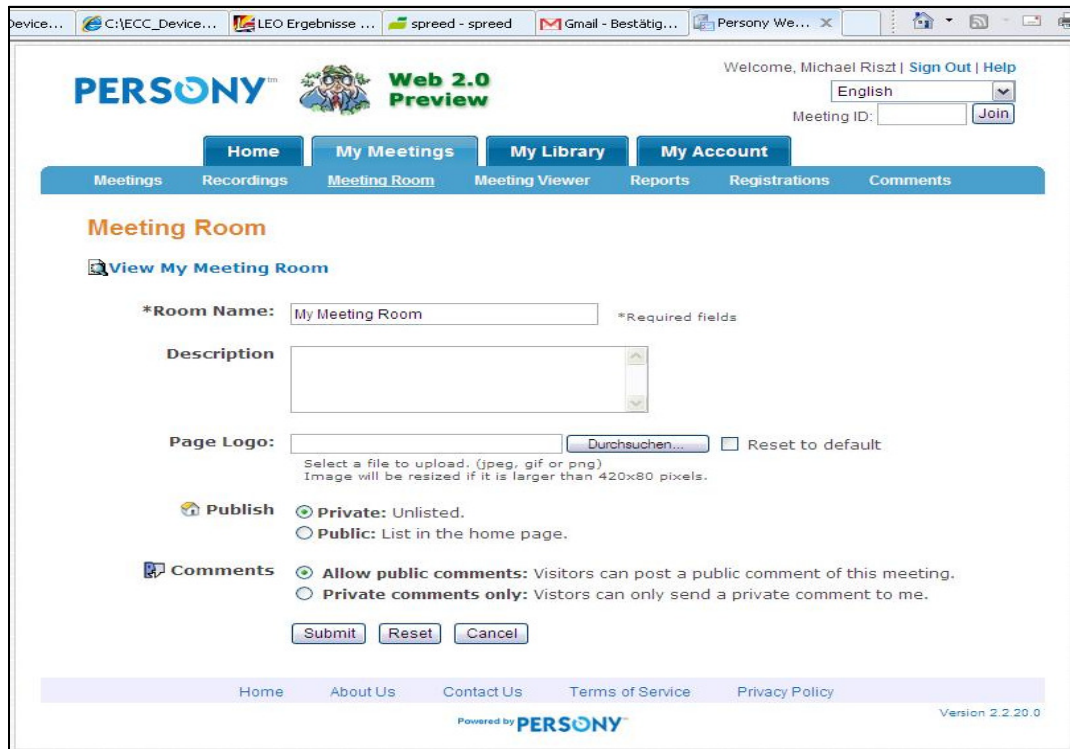 Device... C:\ECC_Device... LEO Ergebnisse ... spreed - spreed Gmail - Bestätig... Persony We... X
PERSONY™ Web 2.0 Preview
Welcome, Michael Riszt | Sign Out | Help
English
Meeting ID: Join
Home My Meetings My Library My Account
Meetings Recordings Meeting Room Meeting Viewer Reports Registrations Comments
Meeting Room
View My Meeting Room
*Room Name: My Meeting Room *Required fields
Description
Page Logo: Durchsuchen... Reset to default
Select a file to upload. (jpeg, gif or png)
Image will be resized if it is larger than 420x80 pixels.
Publish Private: Unlisted.
Public: List in the home page.
Comments Allow public comments: Visitors can post a public comment of this meeting.
Private comments only: Vistors can only send a private comment to me.
Submit Reset Cancel
Home About Us Contact Us Terms of Service Privacy Policy
Powered by PERSONY™
Version 2.2.20.0